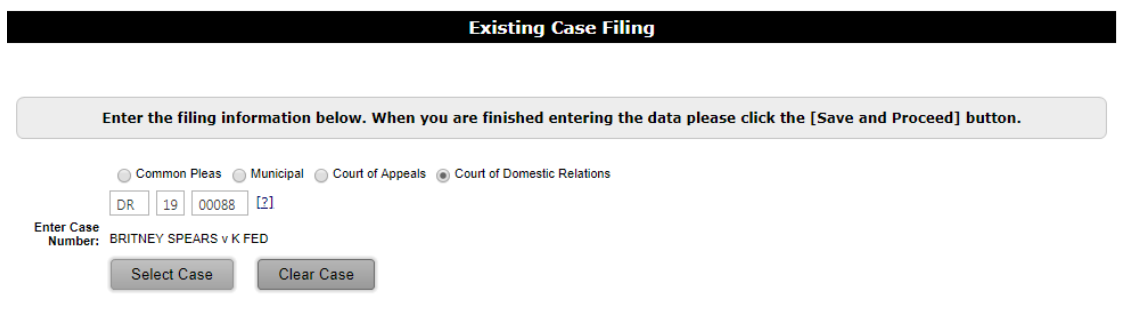 Existing Case Filing
Enter the filing information below. When you are finished entering the data please click the [Save and Proceed] button.
Common Pleas Municipal Court of Appeals Court of Domestic Relations
DR 19 00088 [?]
Enter Case
Number: BRITNEY SPEARS v K FED
Select Case Clear Case